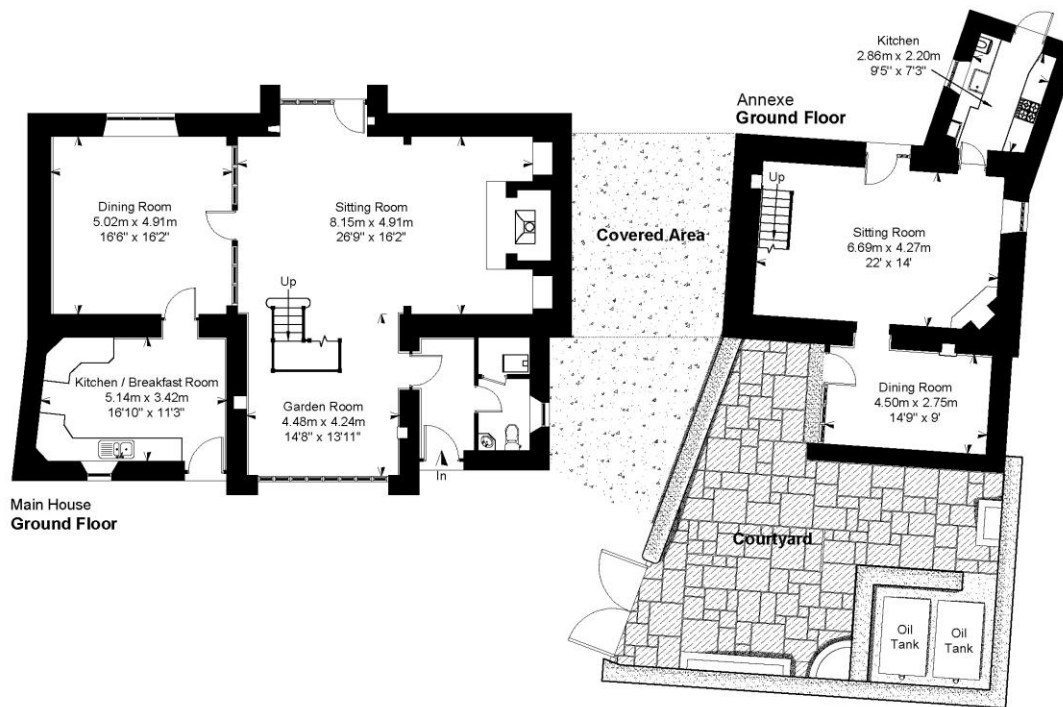 Kitchen
2.86m x 2.20m
9'5" x 7'3"
Annexe
Ground Floor
Dining Room
5.02m x 4.91m
16'6" x 16'2"
Sitting Room
8.15m x 4.91m
26'9" x 16'2"
Covered Area
Up
Sitting Room
6.69m x 4.27m
22' x 14'
Up
Kitchen / Breakfast Room
5.14m x 3.42m
16'10" x 11'3"
Garden Room
4.48m x 4.24m
14'8" x 13'11"
In
Dining Room
4.50m x 2.75m
14'9" x 9'
Main House
Ground Floor
Courtyard
Oil
Tank
Oil
Tank